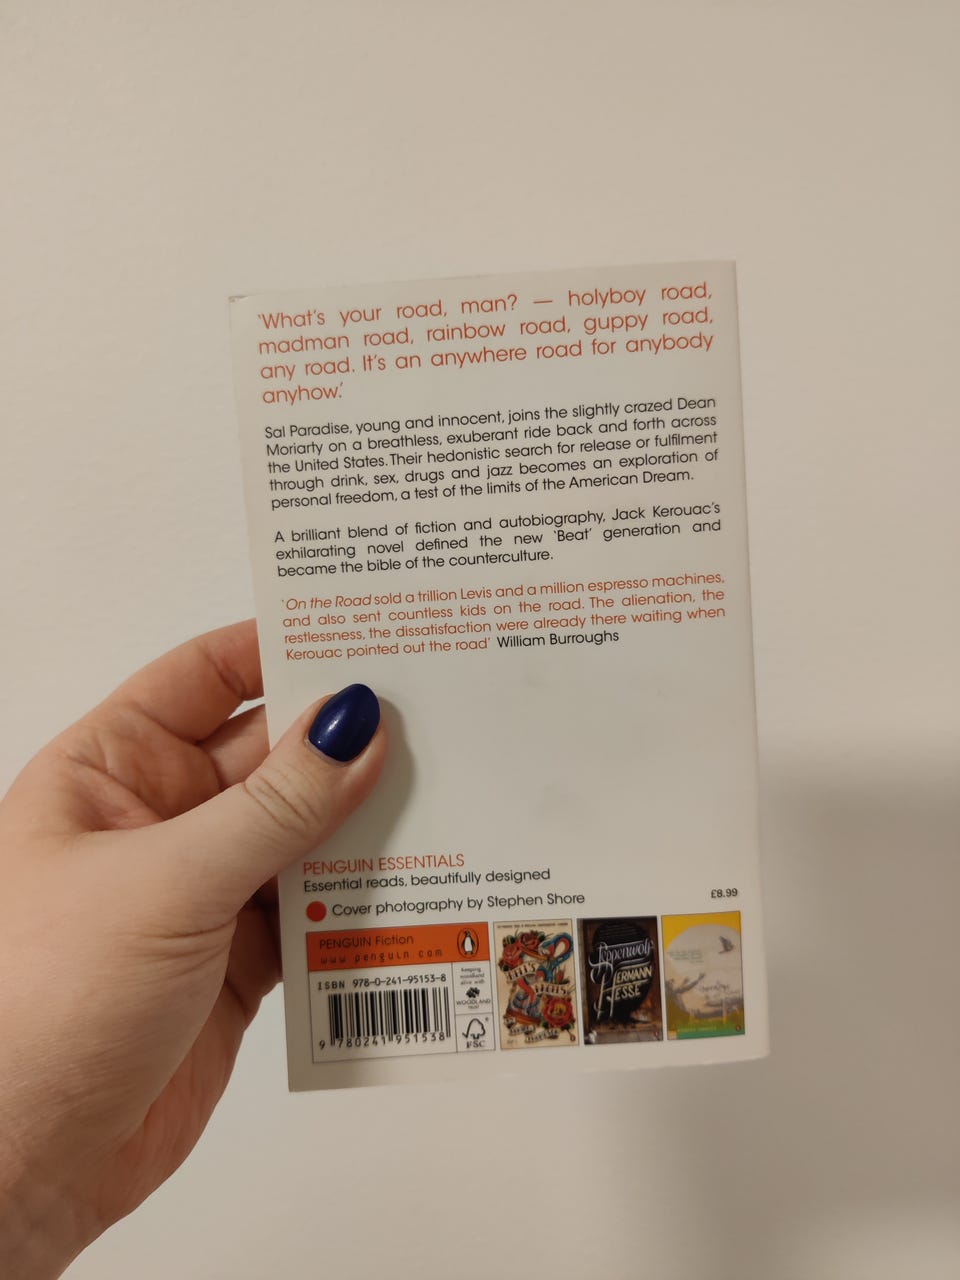 ‘What’s your road, man? — holyboy road,
madman road, rainbow road, guppy road,
any road. It’s an anywhere road for anybody
anyhow.’
Sal Paradise, young and innocent, joins the slightly crazed Dean
Moriarty on a breathless, exuberant ride back and forth across
the United States. Their hedonistic search for release or fulfilment
through drink, sex, drugs and jazz becomes an exploration of
personal freedom, a test of the limits of the American Dream.
A brilliant blend of fiction and autobiography, Jack Kerouac’s
exhilarating novel defined the new ‘Beat’ generation and
became the bible of the counterculture.
‘On the Road sold a trillion Levis and a million espresso machines,
and also sent countless kids on the road. The alienation, the
restlessness, the dissatisfaction were already there waiting when
Kerouac pointed out the road’ William Burroughs
PENGUIN ESSENTIALS
Essential reads, beautifully designed
Cover photography by Stephen Shore
£8.99
PENGUIN Fiction
www.penguin.com
ISBN 978-0-241-95153-8
9 780241 951538
keeping
woodland
alive with
WOODLAND
TRUST
FSC
HERMANN
HESSE